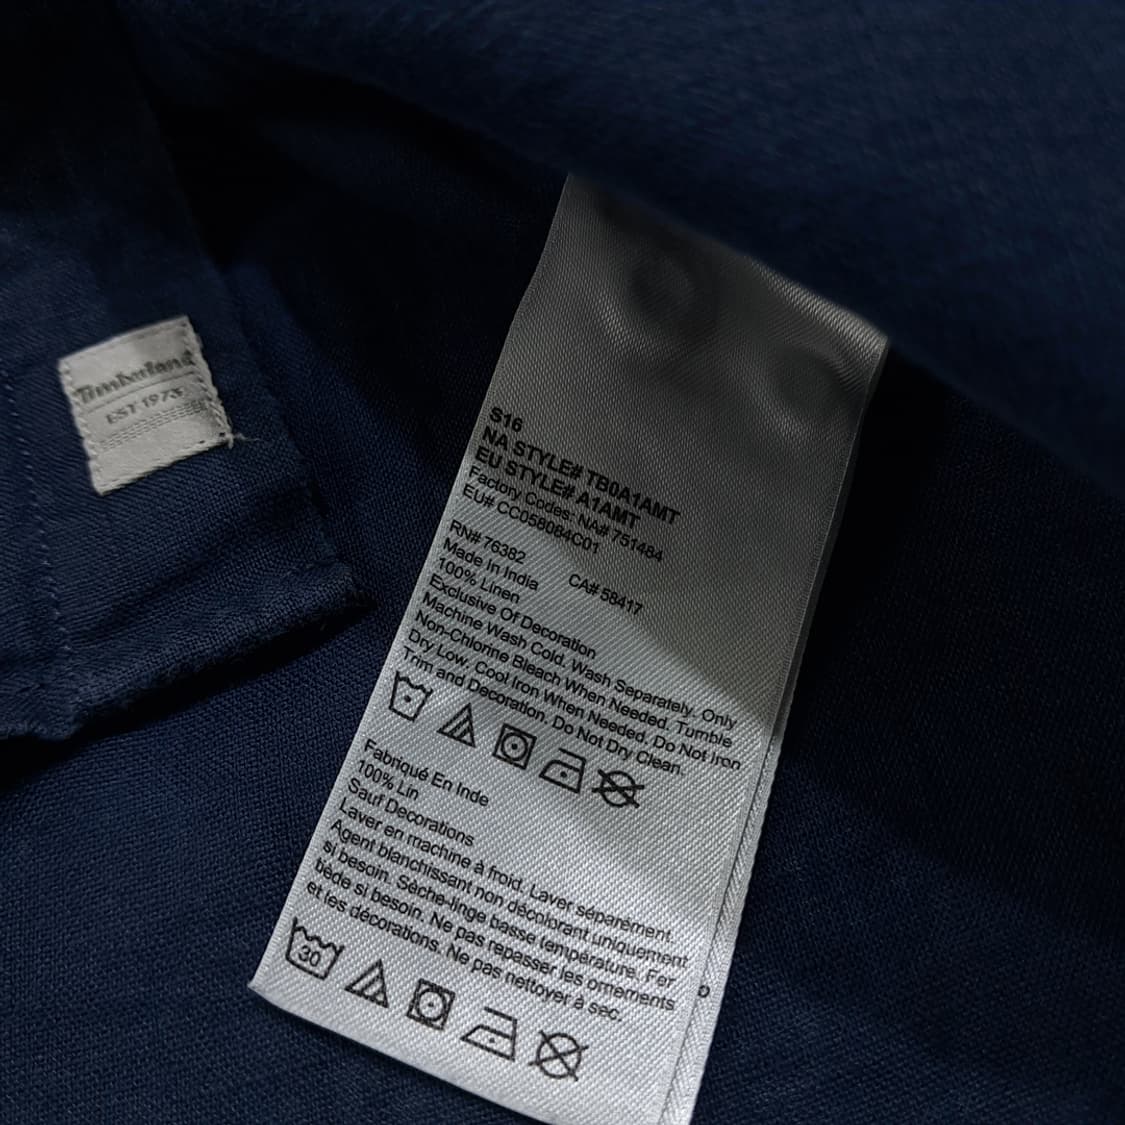 Timberland
EST 1973
S16
NA STYLE# TB0A1AMT
EU STYLE# A1AMT
Factory Codes: NA# 751484
EU# CC058084C01
RN# 76382 CA# 58417
Made In India
100% Linen
Exclusive Of Decoration
Machine Wash Cold. Wash Separately. Only
Non-Chlorine Bleach When Needed. Tumble
Dry Low. Cool Iron When Needed. Do Not Iron
Trim and Decoration. Do Not Dry Clean.
Fabriqué En Inde
100% Lin
Sauf Decorations
Laver en machine à froid. Laver séparément.
Agent blanchissant non décolorant uniquement
si besoin. Sèche-linge basse température. Fer
tiède si besoin. Ne pas repasser les ornements
et les décorations. Ne pas nettoyer à sec.
30